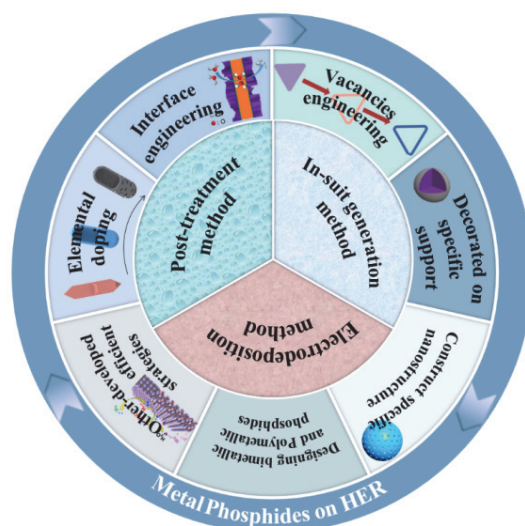 Interface
engineering
Vacancies
engineering
Decorated on
specific
support
Construct specific
nanostructure
Designing bimetallic
and Polymetallic
phosphides
Other-developed
efficient
strategies
Elemental
doping
Post-treatment
method
In-suit generation
method
Electrodeposition
method
Metal Phosphides on HER